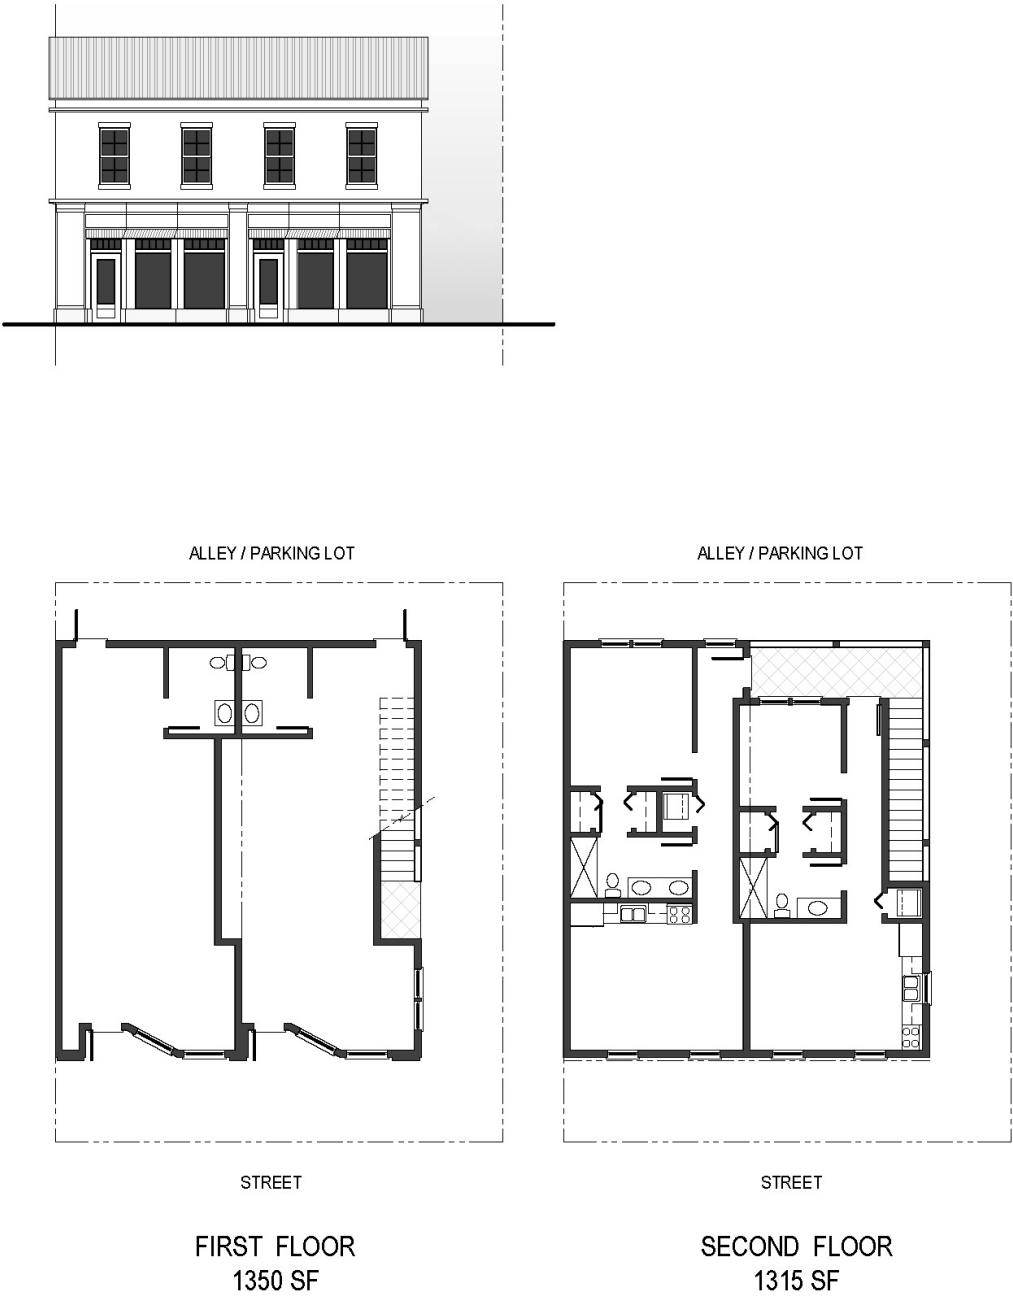 ALLEY / PARKING LOT
ALLEY / PARKING LOT
STREET
STREET
FIRST FLOOR
1350 SF
SECOND FLOOR
1315 SF